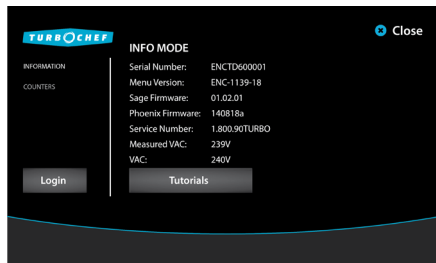 TURBOCHEF
Close
INFO MODE
INFORMATION
COUNTERS
Serial Number: ENCTD600001
Menu Version: ENC-1139-18
Sage Firmware: 01.02.01
Phoenix Firmware: 140818a
Service Number: 1.800.90TURBO
Measured VAC: 239V
VAC: 240V
Login
Tutorials